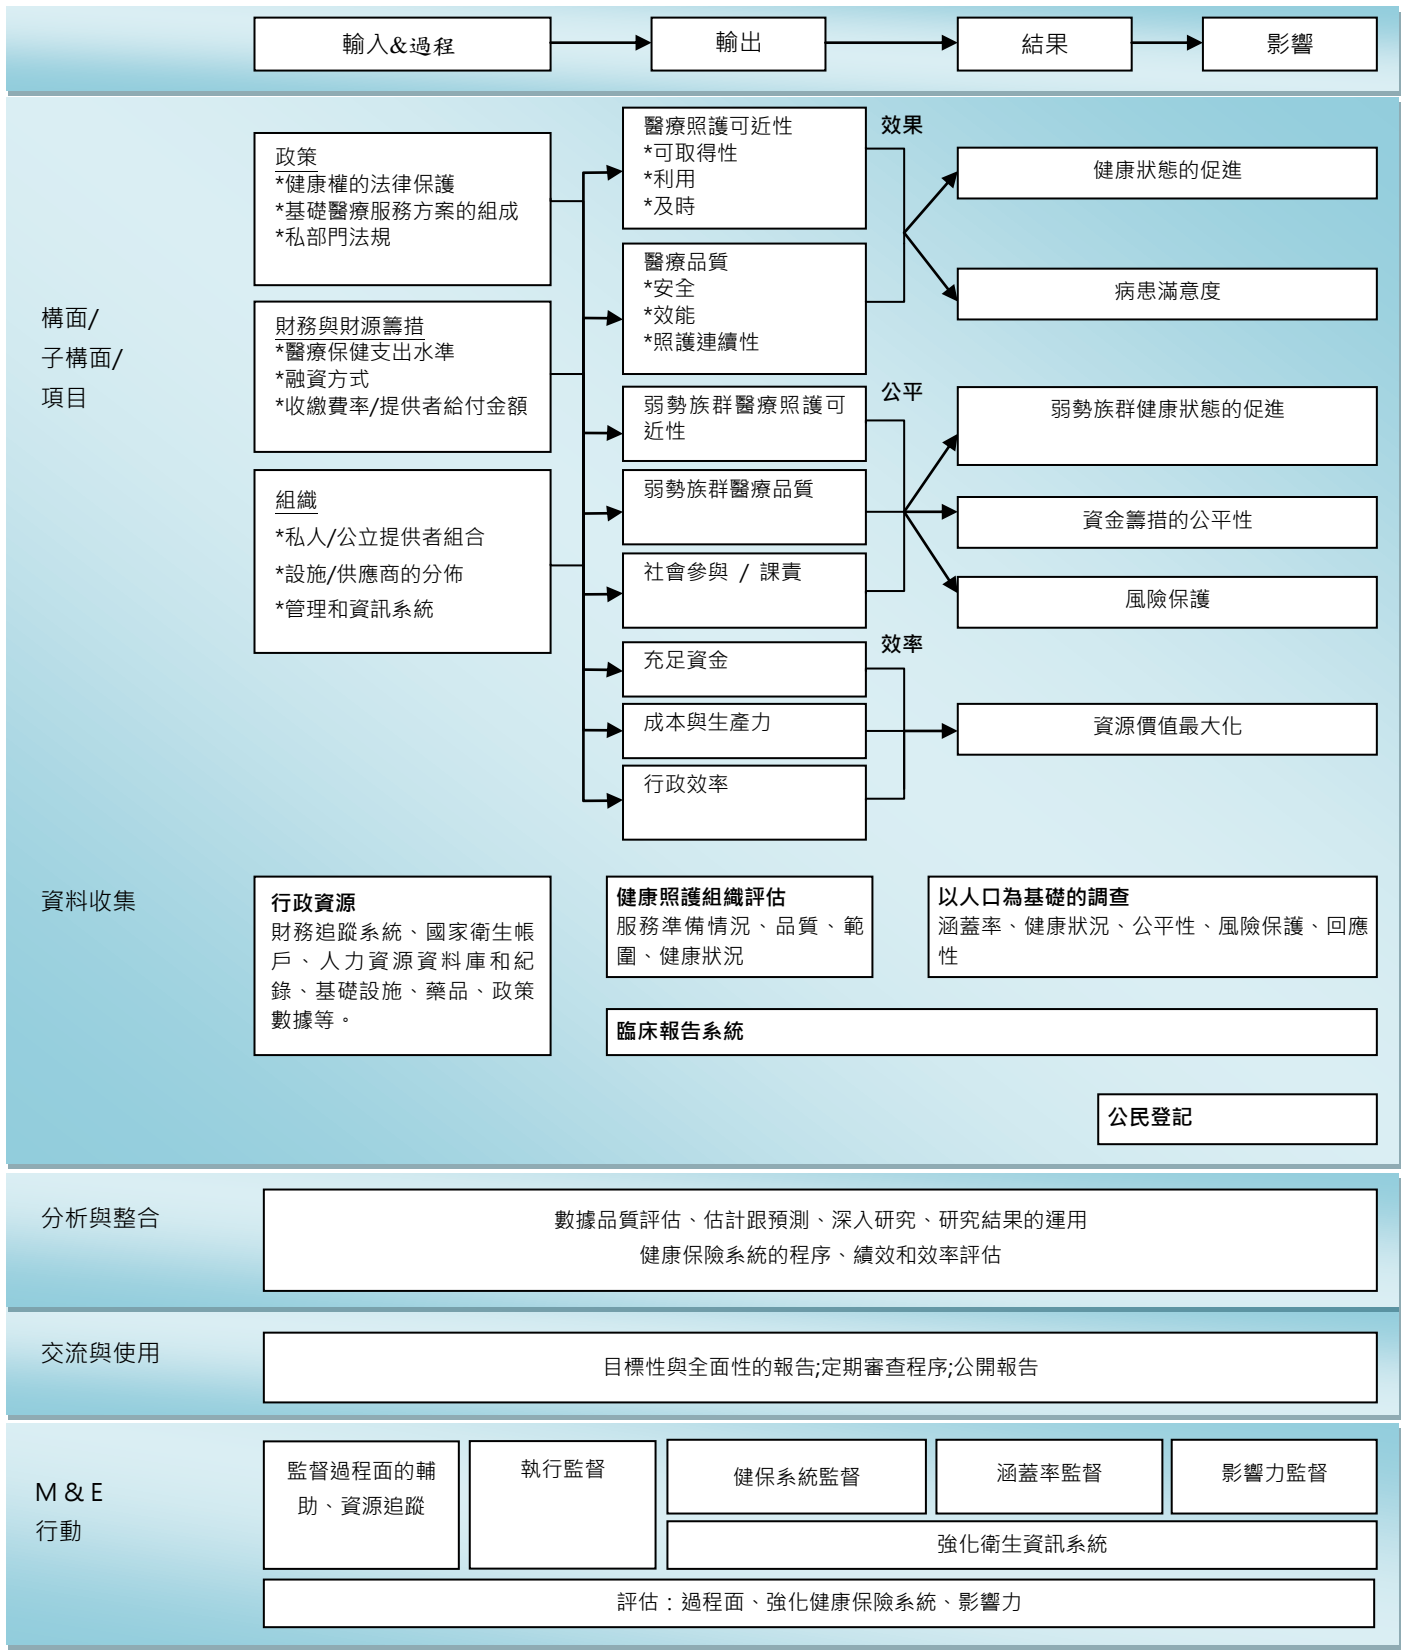 輸入&過程
輸出
結果
影響
構面/
子構面/
項目
政策
*健康權的法律保護
*基礎醫療服務方案的組成
*私部門法規
財務與財源籌措
*醫療保健支出水準
*融資方式
*收繳費率/提供者給付金額
組織
*私人/公立提供者組合
*設施/供應商的分佈
*管理和資訊系統
醫療照護可近性
*可取得性
*利用
*及時
醫療品質
*安全
*效能
*照護連續性
弱勢族群醫療照護可
近性
弱勢族群醫療品質
社會參與 / 課責
充足資金
成本與生產力
行政效率
效果
公平
效率
健康狀態的促進
病患滿意度
弱勢族群健康狀態的促進
資金籌措的公平性
風險保護
資源價值最大化
資料收集
行政資源
財務追蹤系統、國家衛生帳
戶、人力資源資料庫和紀
錄、基礎設施、藥品、政策
數據等。
健康照護組織評估
服務準備情況、品質、範
圍、健康狀況
以人口為基礎的調查
涵蓋率、健康狀況、公平性、風險保護、回應
性
臨床報告系統
公民登記
分析與整合
數據品質評估、估計跟預測、深入研究、研究結果的運用
健康保險系統的程序、績效和效率評估
交流與使用
目標性與全面性的報告;定期審查程序;公開報告
M & E
行動
監督過程面的輔
助、資源追蹤
執行監督
健保系統監督
涵蓋率監督
影響力監督
強化衛生資訊系統
評估：過程面、強化健康保險系統、影響力